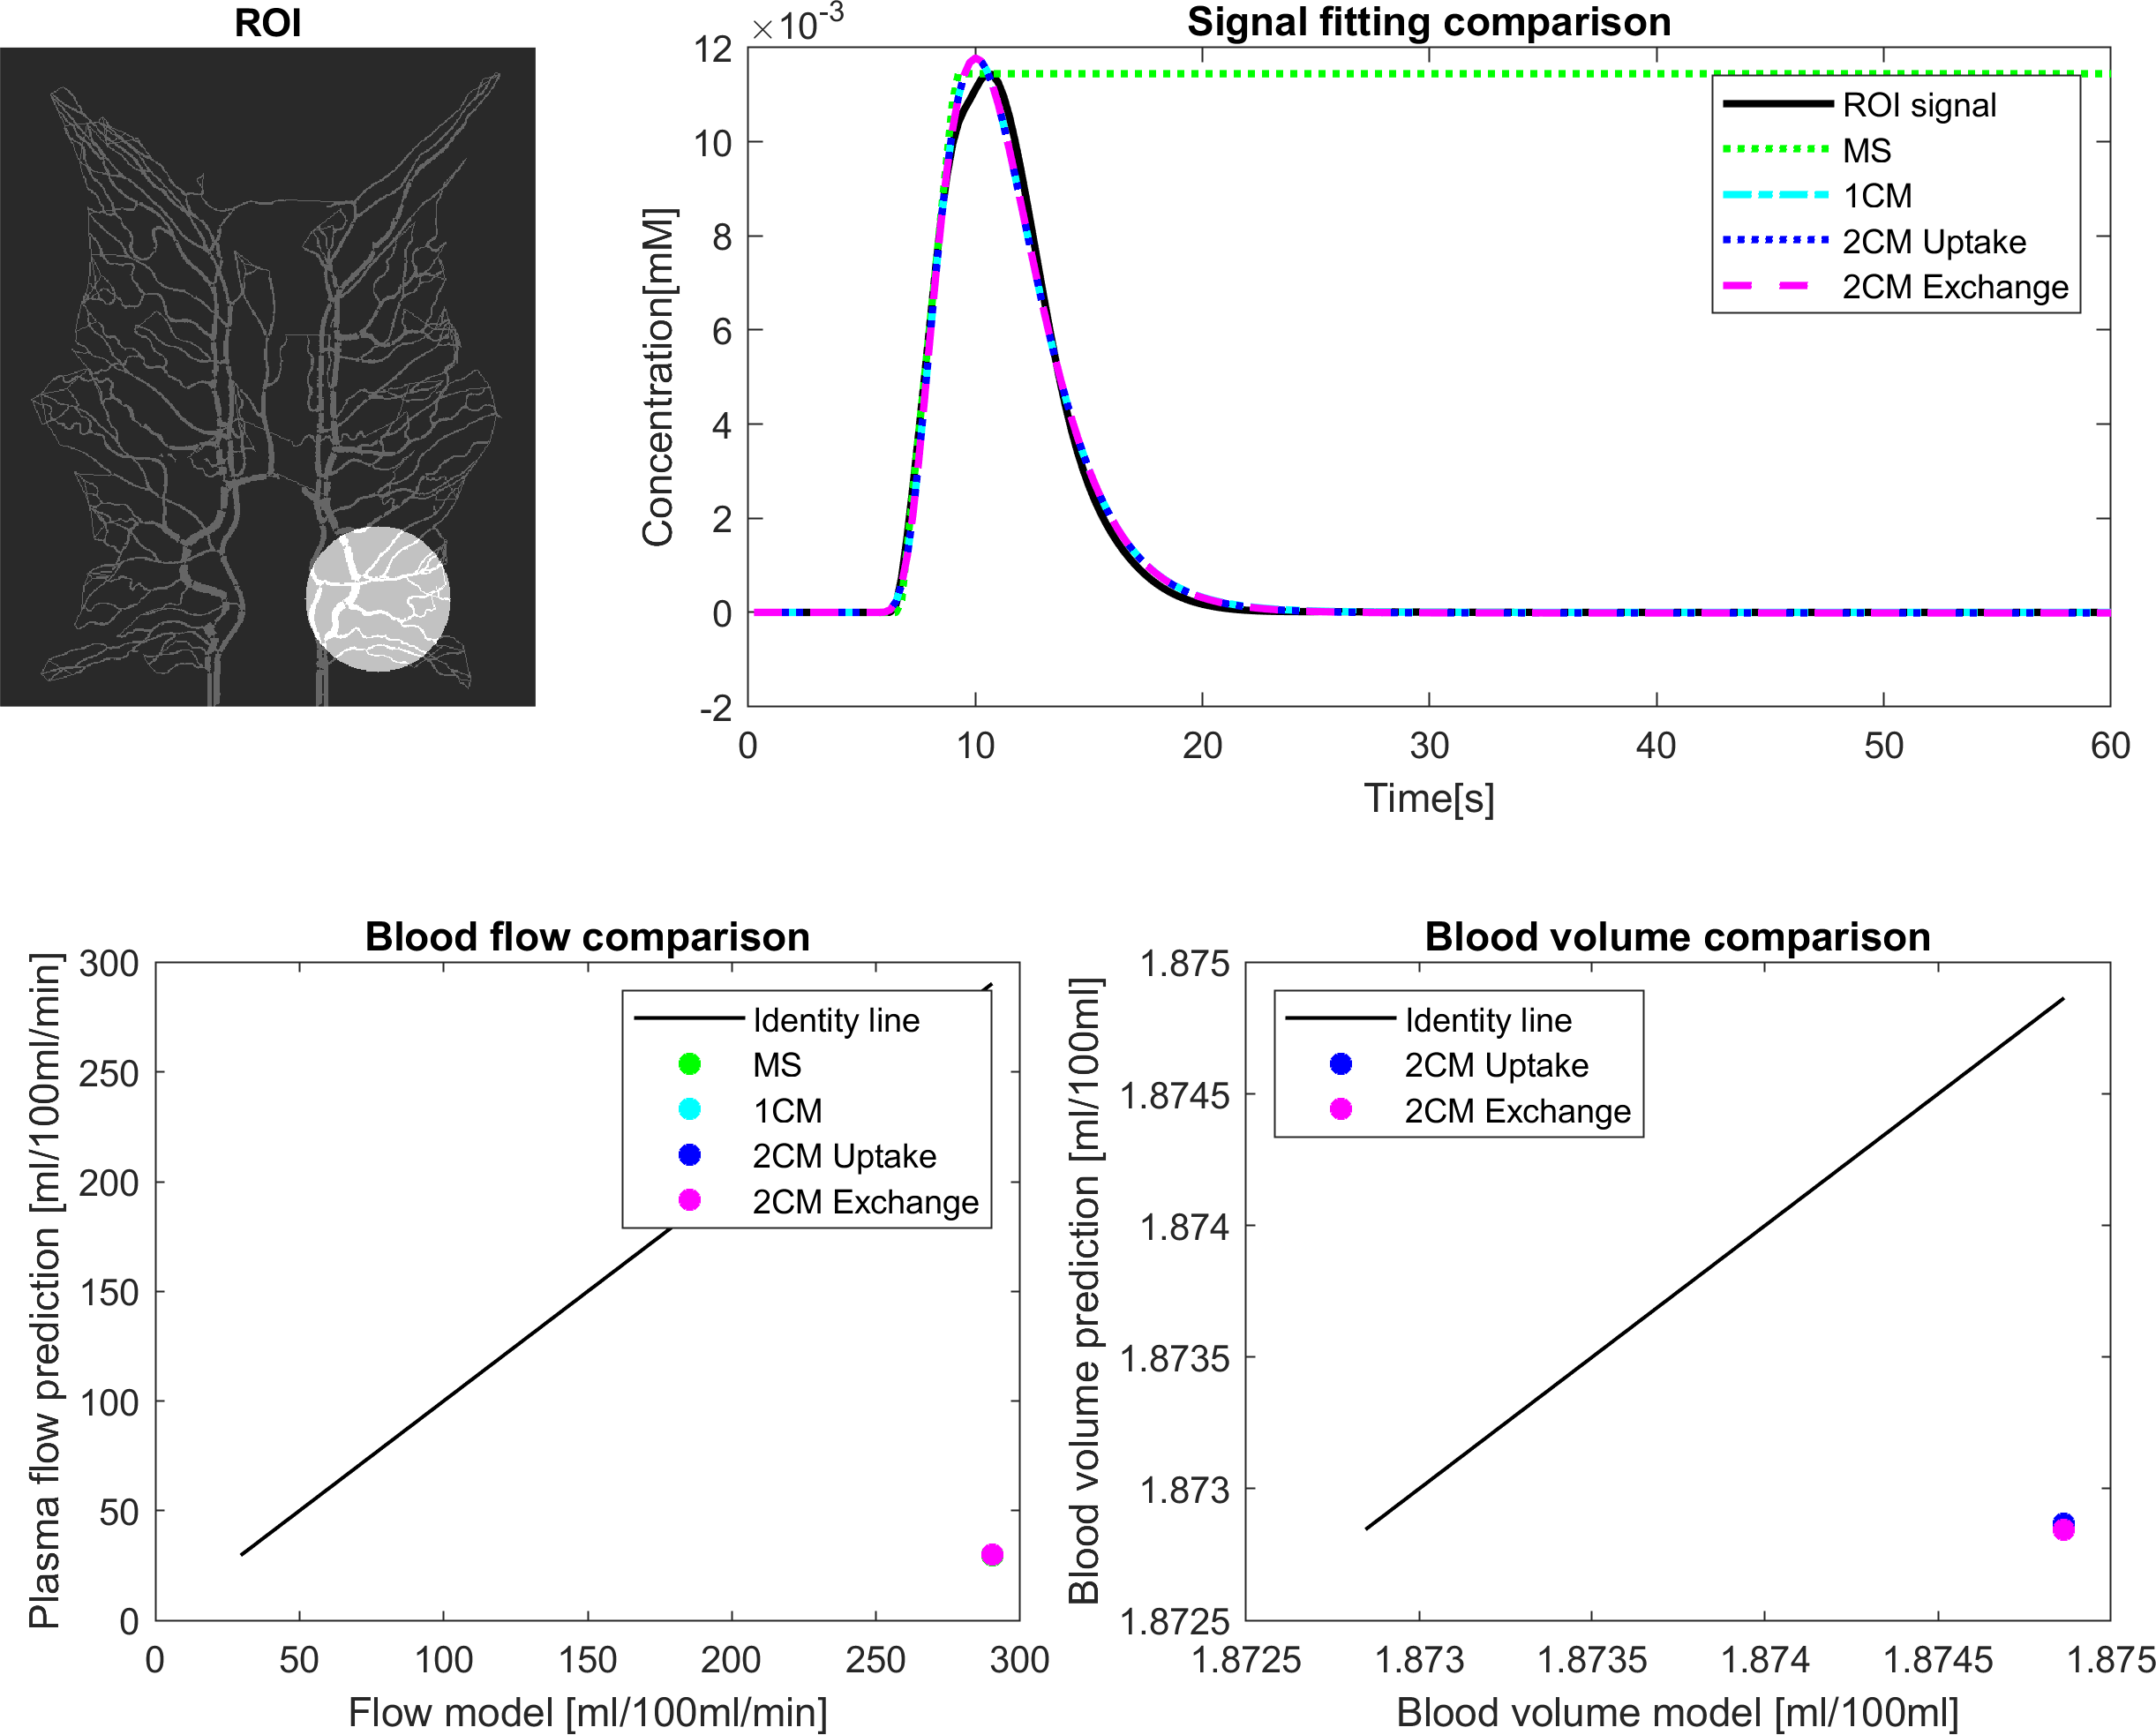 ROI
Signal fitting comparison
×10^-3
12
10
8
6
4
2
0
-2
Concentration[mM]
0 10 20 30 40 50 60
Time[s]
ROI signal
MS
1CM
2CM Uptake
2CM Exchange
Blood flow comparison
300
250
200
150
100
50
0
Plasma flow prediction [ml/100ml/min]
0 50 100 150 200 250 300
Flow model [ml/100ml/min]
Identity line
MS
1CM
2CM Uptake
2CM Exchange
Blood volume comparison
1.875
1.8745
1.874
1.8735
1.873
1.8725
Blood volume prediction [ml/100ml]
1.8725 1.873 1.8735 1.874 1.8745 1.875
Blood volume model [ml/100ml]
Identity line
2CM Uptake
2CM Exchange